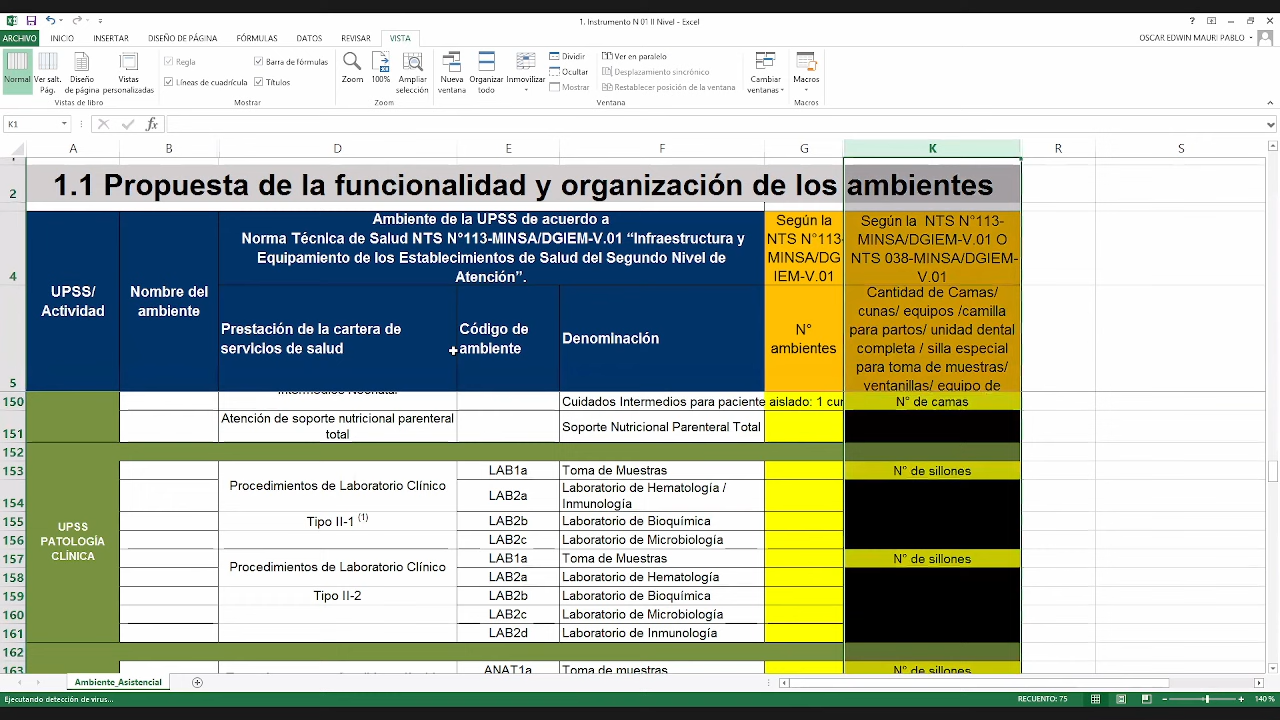 1. Instrumento N 01 II Nivel - Excel
ARCHIVO INICIO INSERTAR DISEÑO DE PÁGINA FÓRMULAS DATOS REVISAR VISTA OSCAR EDWIN MAURI PABLO
Normal Ver salt. Pág. Diseño de página Vistas personalizadas
Vistas de libro
Regla Barra de fórmulas
Líneas de cuadrícula Títulos
Mostrar
Zoom 100% Ampliar selección
Zoom
Nueva ventana Organizar todo Inmovilizar
Dividir
Ocultar
Mostrar
Ver en paralelo
Desplazamiento sincrónico
Restablecer posición de la ventana
Ventana
Cambiar ventanas
Macros
Macros
K1 fx
A B D E F G K R S
2 1.1 Propuesta de la funcionalidad y organización de los ambientes
4
UPSS/
Actividad
Nombre del
ambiente
Ambiente de la UPSS de acuerdo a
Norma Técnica de Salud NTS N°113-MINSA/DGIEM-V.01 “Infraestructura y
Equipamiento de los Establecimientos de Salud del Segundo Nivel de
Atención”.
Según la
NTS N°113-
MINSA/DG
IEM-V.01
Según la NTS N°113-
MINSA/DGIEM-V.01 O
NTS 038-MINSA/DGIEM-
V.01
5
Prestación de la cartera de
servicios de salud
Código de
ambiente
Denominación
N°
ambientes
Cantidad de Camas/
cunas/ equipos /camilla
para partos/ unidad dental
completa / silla especial
para toma de muestras/
ventanillas/ equipo de
150 Intermedios Neonatal Cuidados Intermedios para paciente aislado: 1 cur N° de camas
151 Atención de soporte nutricional parenteral
total
Soporte Nutricional Parenteral Total
152
UPSS
PATOLOGÍA
CLÍNICA
Procedimientos de Laboratorio Clínico
Tipo II-1 (1)
153 LAB1a Toma de Muestras N° de sillones
154 LAB2a Laboratorio de Hematología /
Inmunología
155 LAB2b Laboratorio de Bioquímica
156 LAB2c Laboratorio de Microbiología
Procedimientos de Laboratorio Clínico
Tipo II-2
157 LAB1a Toma de Muestras N° de sillones
158 LAB2a Laboratorio de Hematología
159 LAB2b Laboratorio de Bioquímica
160 LAB2c Laboratorio de Microbiología
161 LAB2d Laboratorio de Inmunología
162
163 ANAT1a Toma de muestras N° de sillones
Ambiente_Asistencial
Ejecutando detección de virus... RECUENTO: 75 140 %